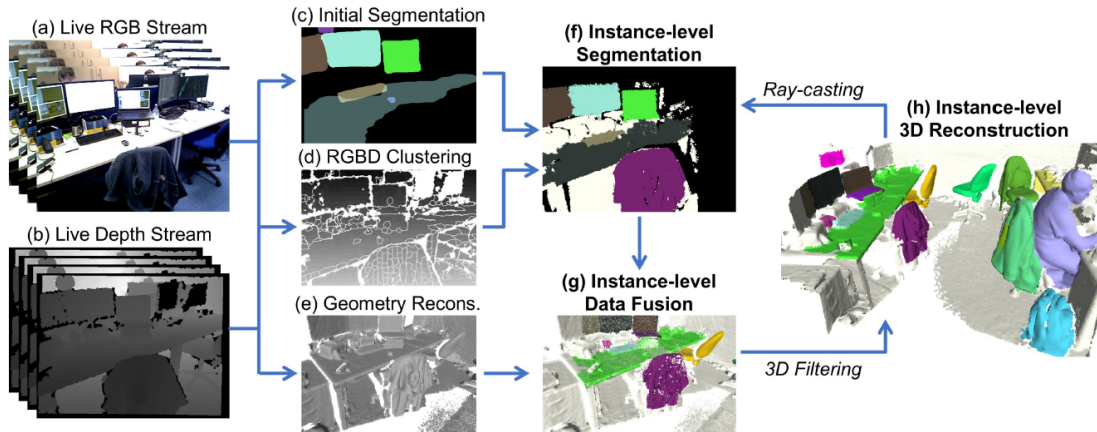 (a) Live RGB Stream
(b) Live Depth Stream
(c) Initial Segmentation
(d) RGBD Clustering
(e) Geometry Recons.
(f) Instance-level
Segmentation
(g) Instance-level
Data Fusion
Ray-casting
3D Filtering
(h) Instance-level
3D Reconstruction